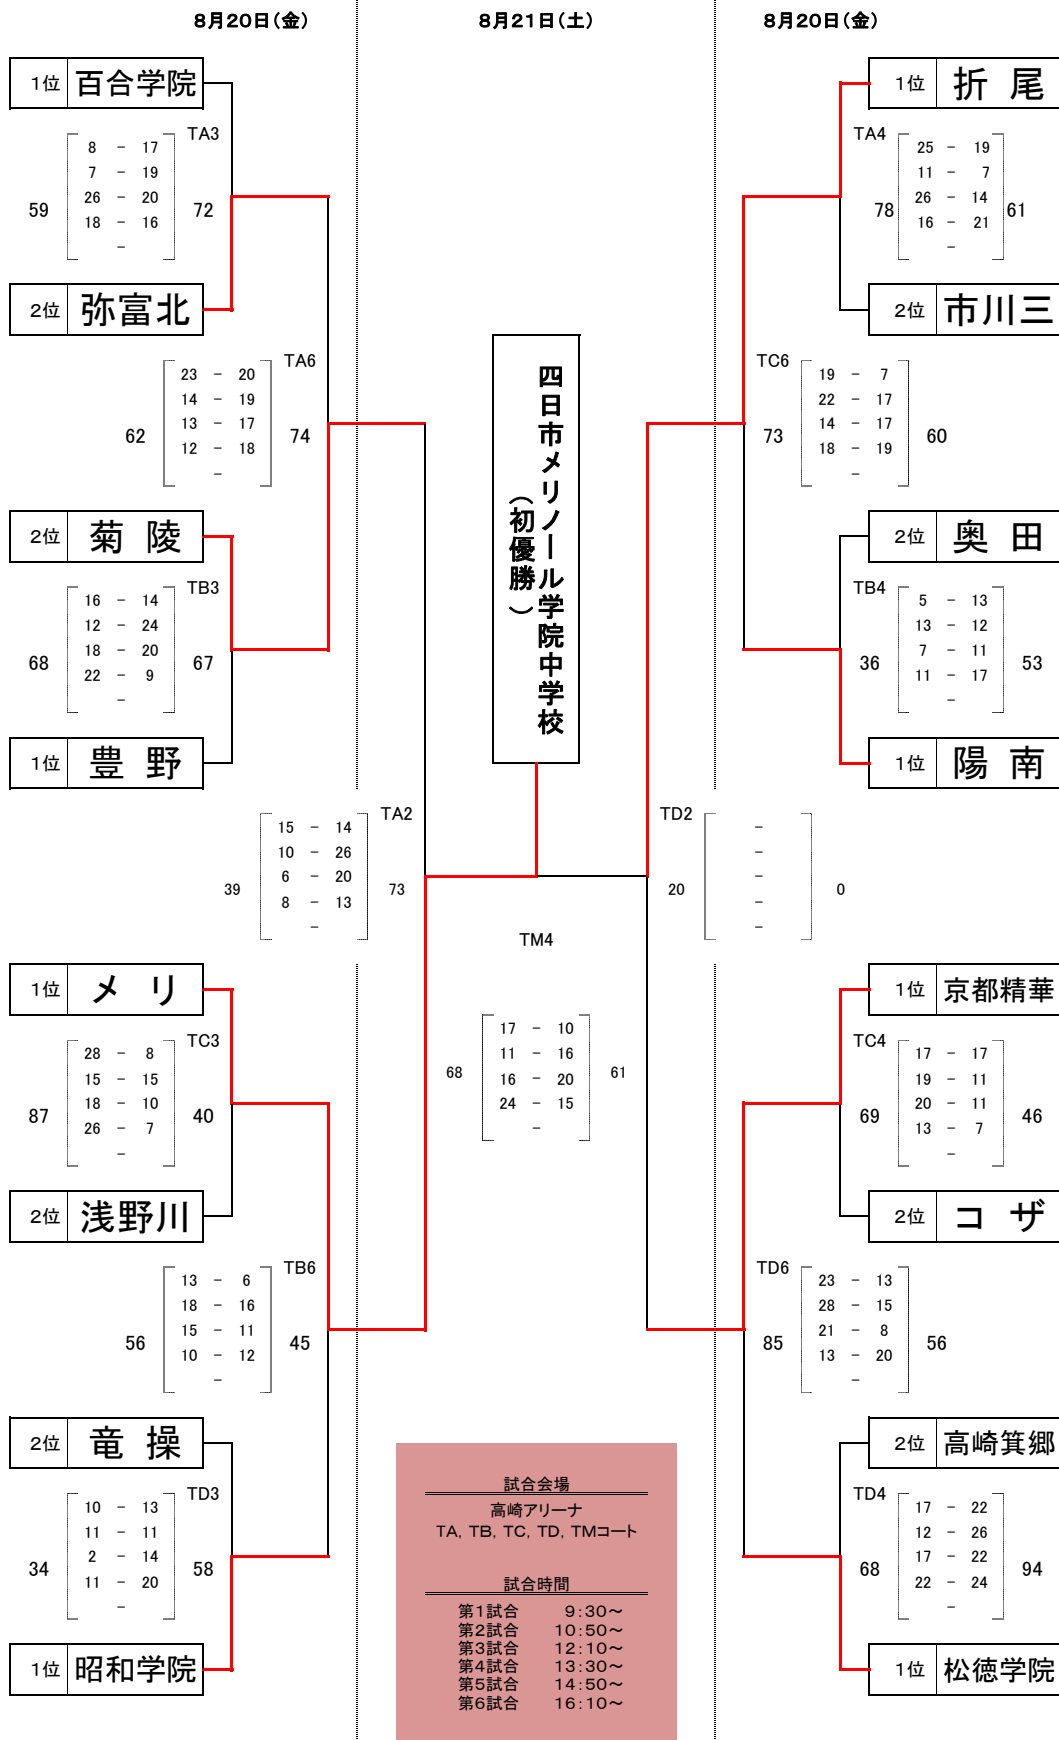 8月20日(金)
8月21日(土)
8月20日(金)
1位 百合学院
TA3
59
8 - 17
7 - 19
26 - 20
18 - 16
-
72
2位 弥富北
TA6
62
23 - 20
14 - 19
13 - 17
12 - 18
-
74
2位 菊 陵
TB3
68
16 - 14
12 - 24
18 - 20
22 - 9
-
67
1位 豊 野
TA2
39
15 - 14
10 - 26
6 - 20
8 - 13
-
73
1位 メ リ
TC3
87
28 - 8
15 - 15
18 - 10
26 - 7
-
40
2位 浅野川
TB6
56
13 - 6
18 - 16
15 - 11
10 - 12
-
45
2位 竜 操
TD3
34
10 - 13
11 - 11
2 - 14
11 - 20
-
58
1位 昭和学院
四日市メリノール学院中学校
(初優勝)
TM4
68
17 - 10
11 - 16
16 - 20
24 - 15
-
61
試合会場
高崎アリーナ
TA, TB, TC, TD, TMコート
試合時間
第1試合 9:30～
第2試合 10:50～
第3試合 12:10～
第4試合 13:30～
第5試合 14:50～
第6試合 16:10～
1位 折 尾
TA4
78
25 - 19
11 - 7
26 - 14
16 - 21
-
61
2位 市川三
TC6
73
19 - 7
22 - 17
14 - 17
18 - 19
-
60
2位 奥 田
TB4
36
5 - 13
13 - 12
7 - 11
11 - 17
-
53
1位 陽 南
TD2
20
-
-
-
-
-
0
1位 京都精華
TC4
69
17 - 17
19 - 11
20 - 11
13 - 7
-
46
2位 コ ザ
TD6
85
23 - 13
28 - 15
21 - 8
13 - 20
-
56
2位 高崎箕郷
TD4
68
17 - 22
12 - 26
17 - 22
22 - 24
-
94
1位 松徳学院